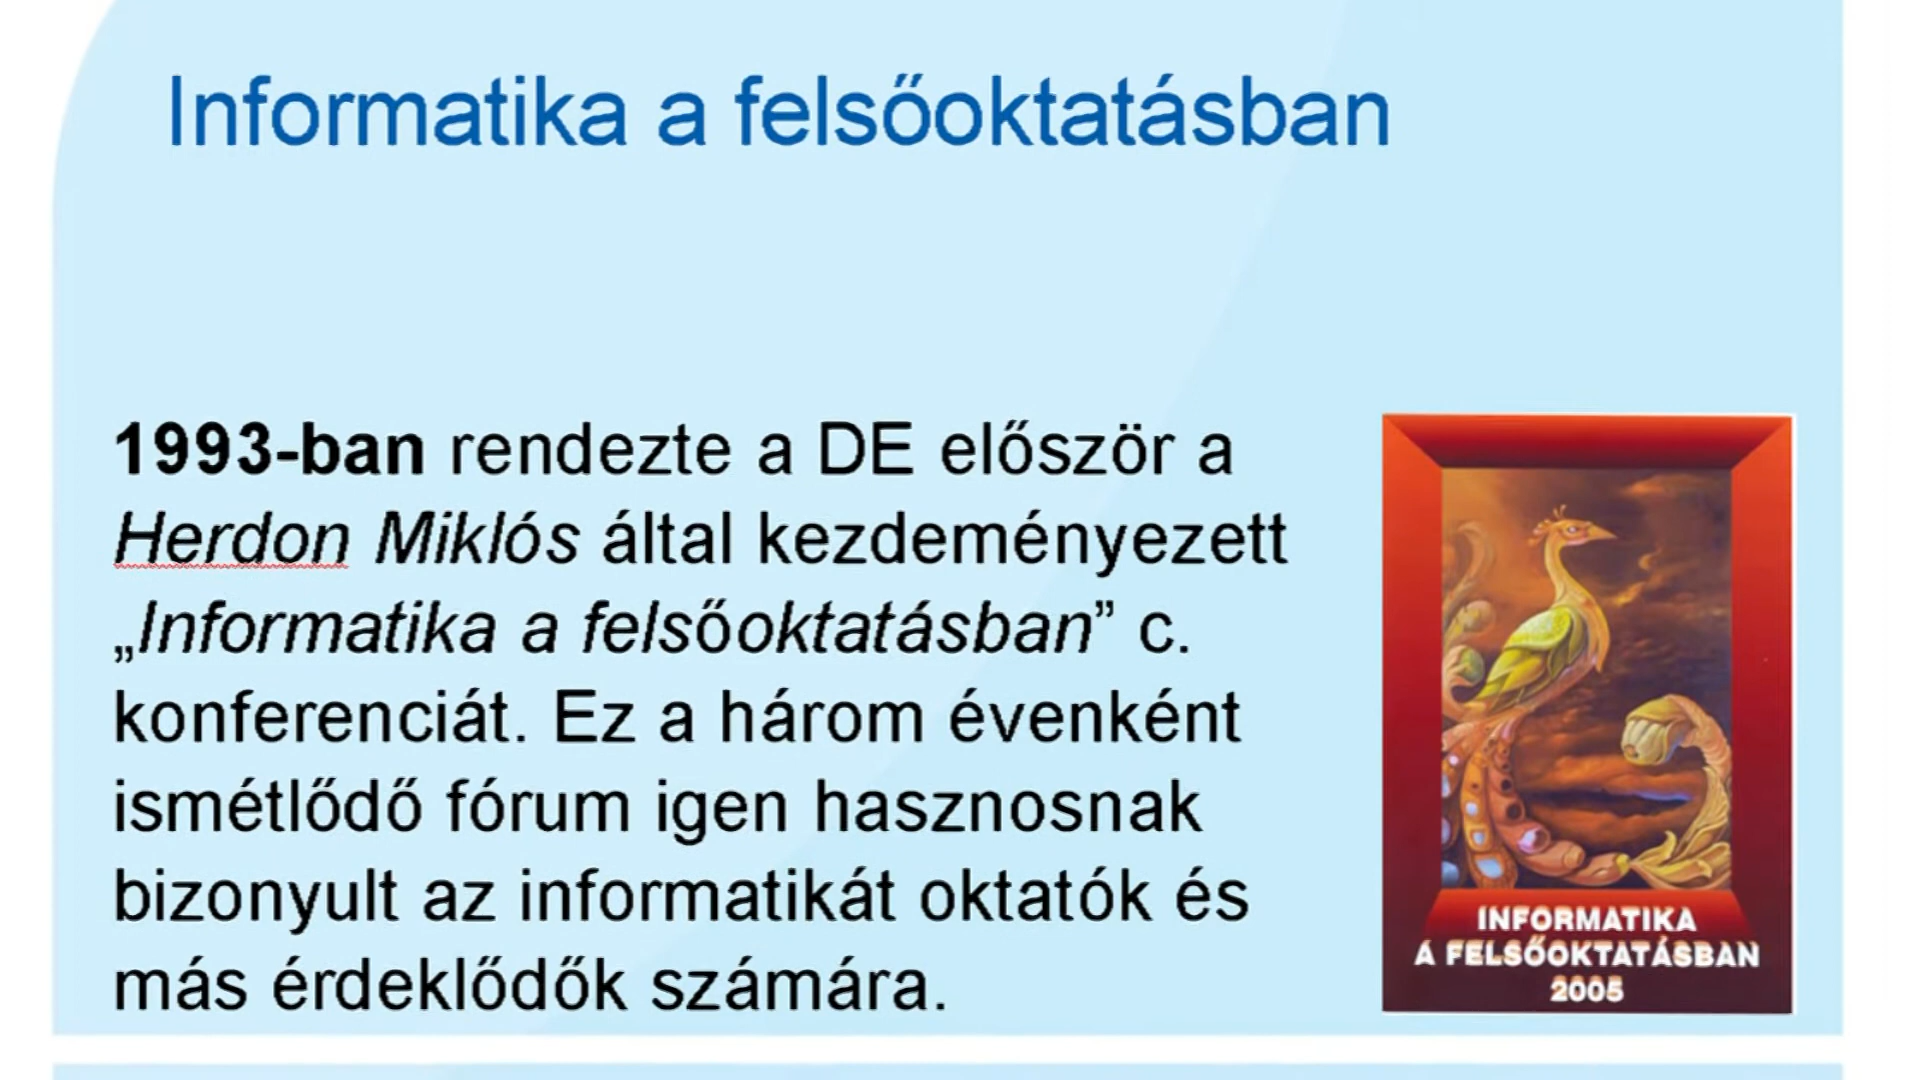 Informatika a felsőoktatásban
1993-ban rendezte a DE először a
Herdon Miklós által kezdeményezett
„Informatika a felsőoktatásban” c.
konferenciát. Ez a három évenként
ismétlődő fórum igen hasznosnak
bizonyult az informatikát oktatók és
más érdeklődők számára.
INFORMATIKA
A FELSŐOKTATÁSBAN
2005